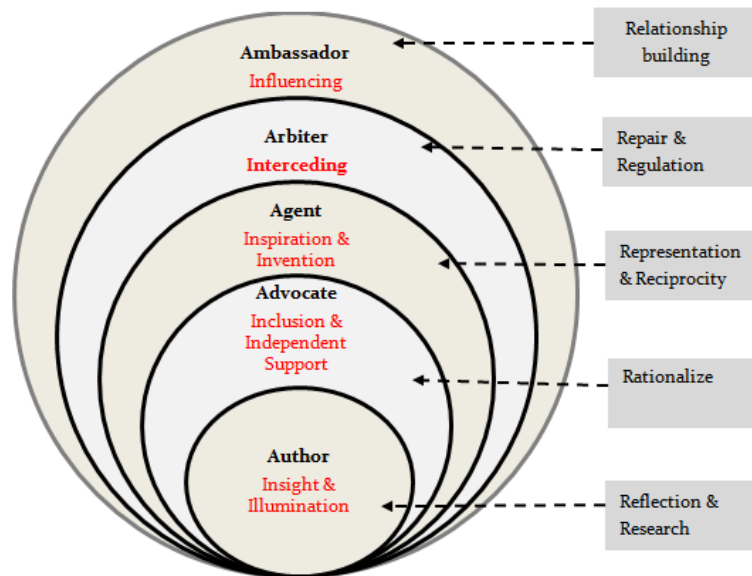 Ambassador
Influencing
Relationship
building
Arbiter
Interceding
Repair &
Regulation
Agent
Inspiration &
Invention
Representation
& Reciprocity
Advocate
Inclusion &
Independent
Support
Rationalize
Author
Insight &
Illumination
Reflection &
Research